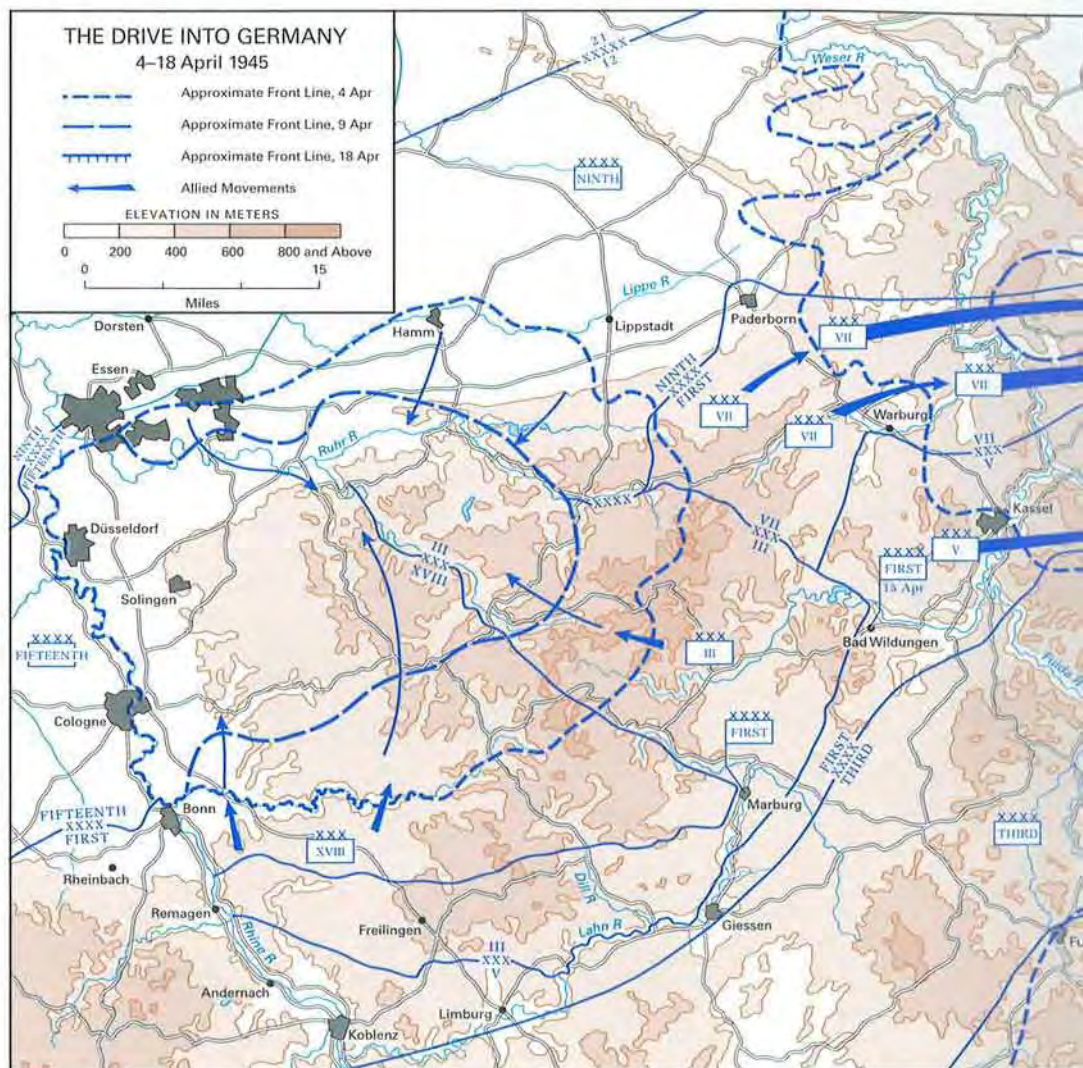 THE DRIVE INTO GERMANY
4–18 April 1945
Approximate Front Line, 4 Apr
Approximate Front Line, 9 Apr
Approximate Front Line, 18 Apr
Allied Movements
ELEVATION IN METERS
0 200 400 600 800 and Above
0 15
Miles
21
XXXXX
12
Weser R
XXXX
NINTH
Lippe R
Dorsten
Hamm
Lippstadt
Paderborn
XXX
VII
Essen
NINTH
XXXX
FIRST
XXX
VII
XXX
VII
XXX
VII
Warburg
NINTH
XXXX
FIFTEENTH
Ruhr R
VII
XXX
V
XXXX
Kassel
Düsseldorf
III
XXX
XVIII
VII
XXX
III
XXX
V
XXXX
FIRST
15 Apr
Solingen
XXXX
FIFTEENTH
XXX
III
Bad Wildungen
Fulda
Cologne
XXXX
FIRST
FIRST
XXXX
THIRD
Marburg
FIFTEENTH
XXXX
FIRST
Bonn
XXX
XVIII
XXXX
THIRD
Rheinbach
Remagen
Rhine R
Freilingen
Dill R
Lahn R
Giessen
III
XXX
V
Fu
Andernach
Limburg
Koblenz